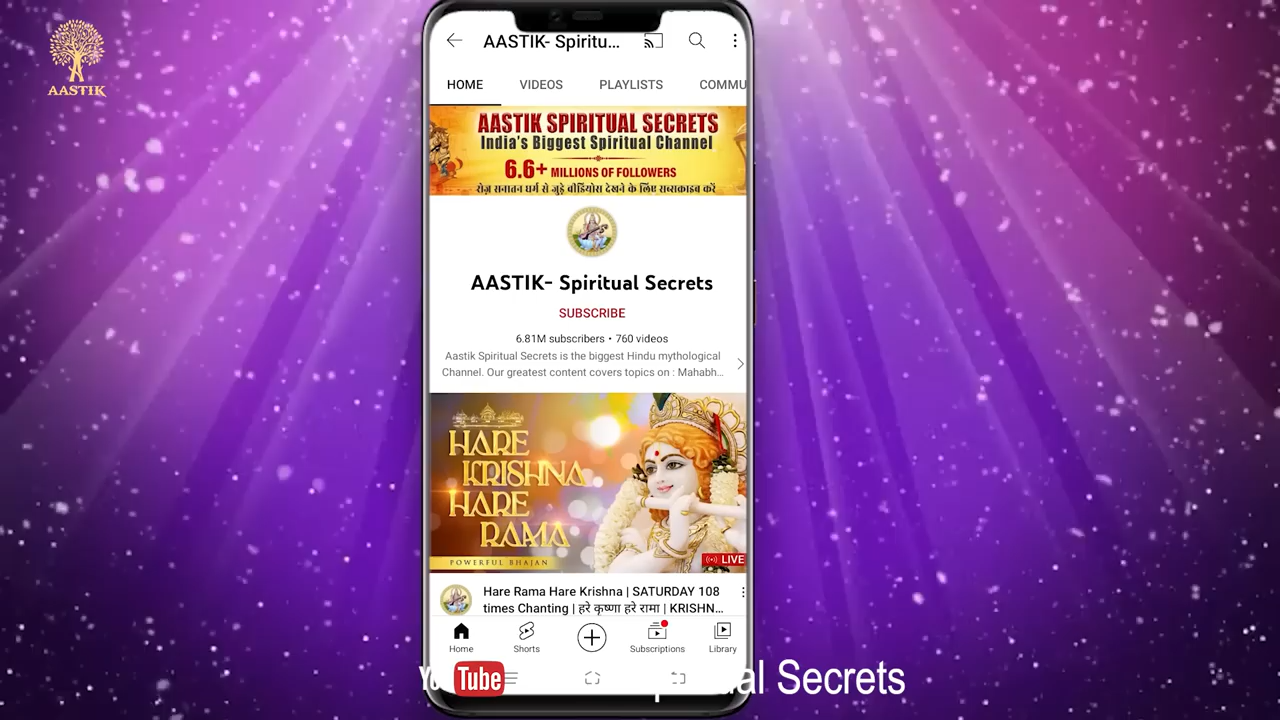 AASTIK
AASTIK- Spiritu...
HOME VIDEOS PLAYLISTS COMMU
AASTIK SPIRITUAL SECRETS
India's Biggest Spiritual Channel
6.6+ MILLIONS OF FOLLOWERS
रोज़ सनातन धर्म से जुड़े वीडियोस देखने के लिए सब्सक्राइब करें
AASTIK- Spiritual Secrets
SUBSCRIBE
6.81M subscribers • 760 videos
Aastik Spiritual Secrets is the biggest Hindu mythological
Channel. Our greatest content covers topics on : Mahabh...
HARE
KRISHNA
HARE
RAMA
POWERFUL BHAJAN
LIVE
Hare Rama Hare Krishna | SATURDAY 108
times Chanting | हरे कृष्णा हरे रामा | KRISHN...
Home Shorts Subscriptions Library
Tube Secrets